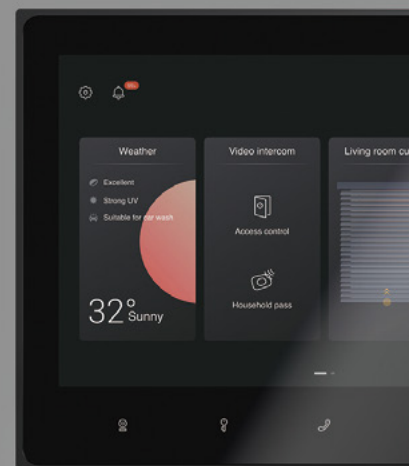 Weather
Excellent
Strong UV
Suitable for car wash
32° Sunny
Video intercom
Access control
Household pass
Living room cu